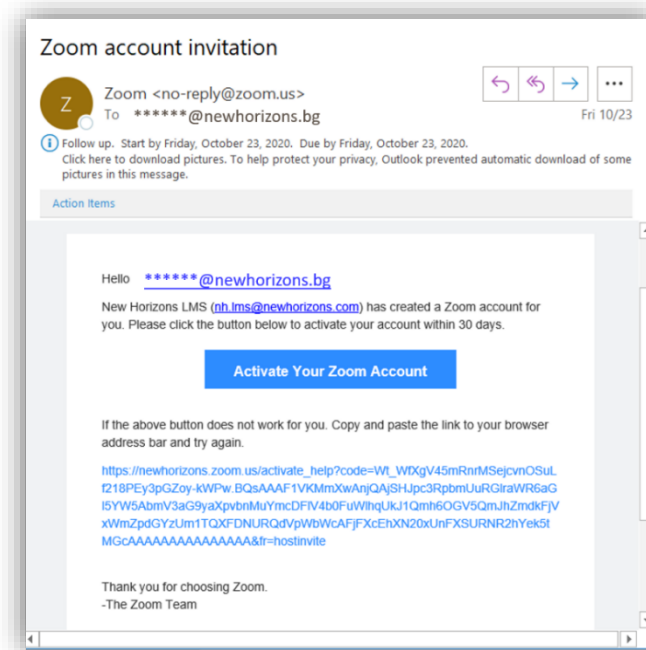 Zoom account invitation
Z
Zoom <no-reply@zoom.us>
To ******@newhorizons.bg
Fri 10/23
Follow up. Start by Friday, October 23, 2020. Due by Friday, October 23, 2020.
Click here to download pictures. To help protect your privacy, Outlook prevented automatic download of some
pictures in this message.
Action Items
Hello ******@newhorizons.bg
New Horizons LMS (nh.lms@newhorizons.com) has created a Zoom account for
you. Please click the button below to activate your account within 30 days.
Activate Your Zoom Account
If the above button does not work for you. Copy and paste the link to your browser
address bar and try again.
https://newhorizons.zoom.us/activate_help?code=Wt_WfXgV45mRnrMSejcvnOSuL
f218PEy3pGZoy-kWPw.BQsAAAF1VKMmXwAnjQAjSHJpc3RpbmUuRGlraWR6aG
l5YW5AbmV3aG9yaXpvbnMuYmcDFlV4b0FuWlhqUkJ1Qmh6OGV5QmJhZmdkFjV
xWmZpdGYzUm1TQXFDNURQdVpWbWcAFjFXcEhXN20xUnFXSURNR2hYek5t
MGcAAAAAAAAAAAAAAA&fr=hostinvite
Thank you for choosing Zoom.
-The Zoom Team